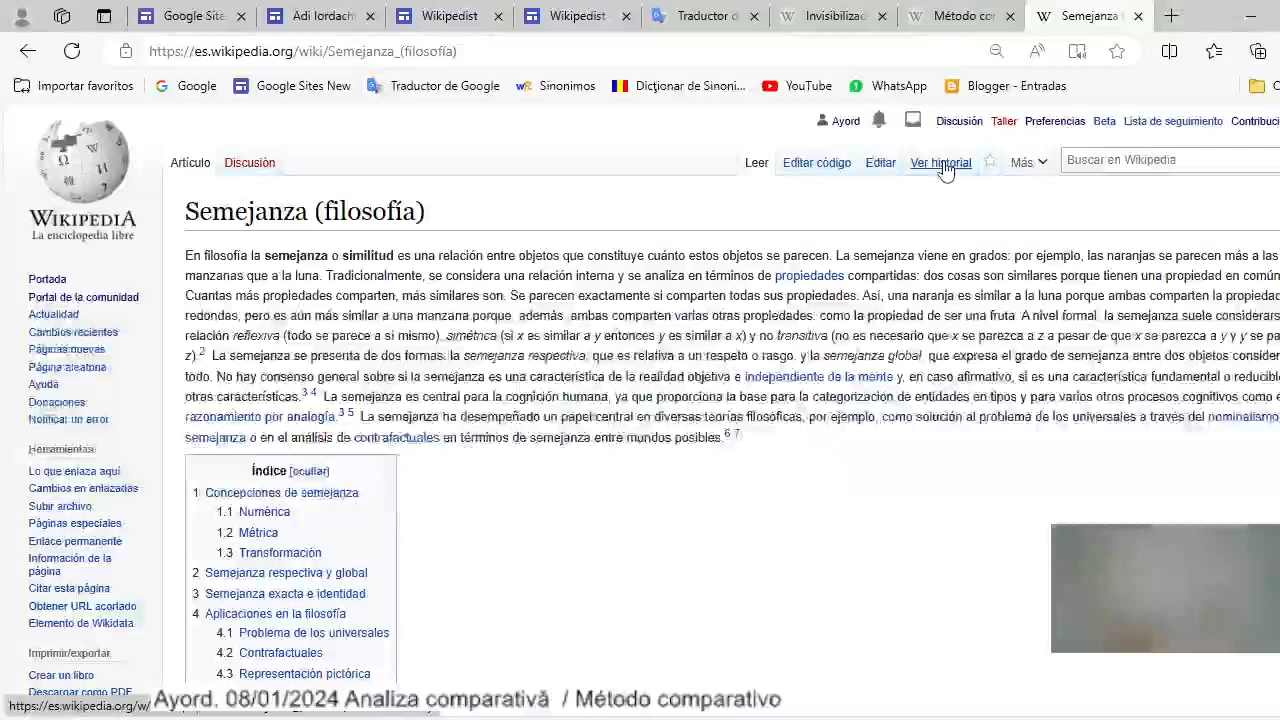 Google Site
Adi Iordach
Wikipedist
Wikipedist
Traductor d
Invisibiliza
Método cor
Semejanza
https://es.wikipedia.org/wiki/Semejanza_(filosofía)
Importar favoritos
Google
Google Sites New
Traductor de Google
Sinonimos
Dicționar de Sinoni...
YouTube
WhatsApp
Blogger - Entradas
Ayord
Discusión
Taller
Preferencias
Beta
Lista de seguimiento
Contribuci
Artículo
Discusión
Leer
Editar código
Editar
Ver historial
Más
Buscar en Wikipedia
WIKIPEDIA
La enciclopedia libre
Semejanza (filosofía)
En filosofía la semejanza o similitud es una relación entre objetos que constituye cuánto estos objetos se parecen. La semejanza viene en grados: por ejemplo, las naranjas se parecen más a las
manzanas que a la luna. Tradicionalmente, se considera una relación interna y se analiza en términos de propiedades compartidas: dos cosas son similares porque tienen una propiedad en común
Cuantas más propiedades comparten, más similares son. Se parecen exactamente si comparten todas sus propiedades. Así, una naranja es similar a la luna porque ambas comparten la propiedad
redondas, pero es aún más similar a una manzana porque, además, ambas comparten varias otras propiedades, como la propiedad de ser una fruta. A nivel formal, la semejanza suele considerars
relación reflexiva (todo se parece a sí mismo), simétrica (si x es similar a y entonces y es similar a x) y no transitiva (no es necesario que x se parezca a z a pesar de que x se parezca a y y y se pa
z).2 La semejanza se presenta de dos formas: la semejanza respectiva, que es relativa a un respeto o rasgo, y la semejanza global que expresa el grado de semejanza entre dos objetos consider
todo. No hay consenso general sobre si la semejanza es una característica de la realidad objetiva e independiente de la mente y, en caso afirmativo, si es una característica fundamental o reducible
otras características.3 4 La semejanza es central para la cognición humana, ya que proporciona la base para la categorización de entidades en tipos y para varios otros procesos cognitivos como e
razonamiento por analogía.3 5 La semejanza ha desempeñado un papel central en diversas teorías filosóficas, por ejemplo, como solución al problema de los universales a través del nominalismo
semejanza o en el análisis de contrafactuales en términos de semejanza entre mundos posibles.6 7
Portada
Portal de la comunidad
Actualidad
Cambios recientes
Páginas nuevas
Página aleatoria
Ayuda
Donaciones
Notificar un error
Herramientas
Lo que enlaza aquí
Cambios en enlazadas
Subir archivo
Páginas especiales
Enlace permanente
Información de la
página
Citar esta página
Obtener URL acortado
Elemento de Wikidata
Imprimir/exportar
Crear un libro
Descargar como PDF
Índice [ocultar]
1 Concepciones de semejanza
1.1 Numérica
1.2 Métrica
1.3 Transformación
2 Semejanza respectiva y global
3 Semejanza exacta e identidad
4 Aplicaciones en la filosofía
4.1 Problema de los universales
4.2 Contrafactuales
4.3 Representación pictórica
https://es.wikipedia.org/w/
Ayord. 08/01/2024 Analiza comparativă / Método comparativo